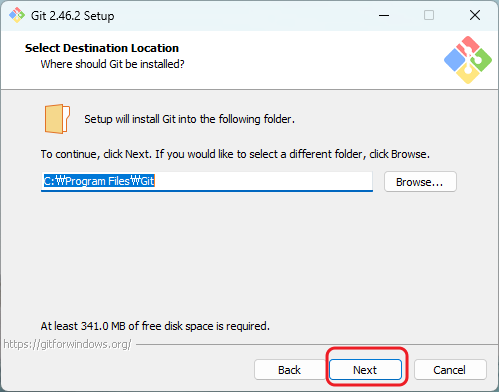 Git 2.46.2 Setup
Select Destination Location
Where should Git be installed?
Setup will install Git into the following folder.
To continue, click Next. If you would like to select a different folder, click Browse.
C:₩Program Files₩Git
Browse...
At least 341.0 MB of free disk space is required.
https://gitforwindows.org/
Back
Next
Cancel